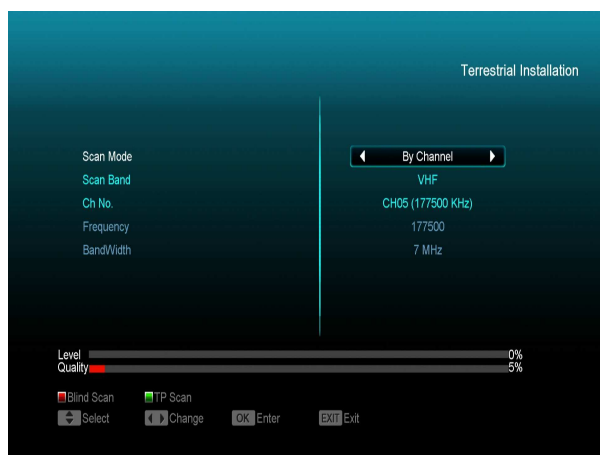 Terrestrial Installation
Scan Mode By Channel
Scan Band VHF
Ch No. CH05 (177500 KHz)
Frequency 177500
BandWidth 7 MHz
Level 0%
Quality 5%
Blind Scan TP Scan
Select Change OK Enter EXIT Exit